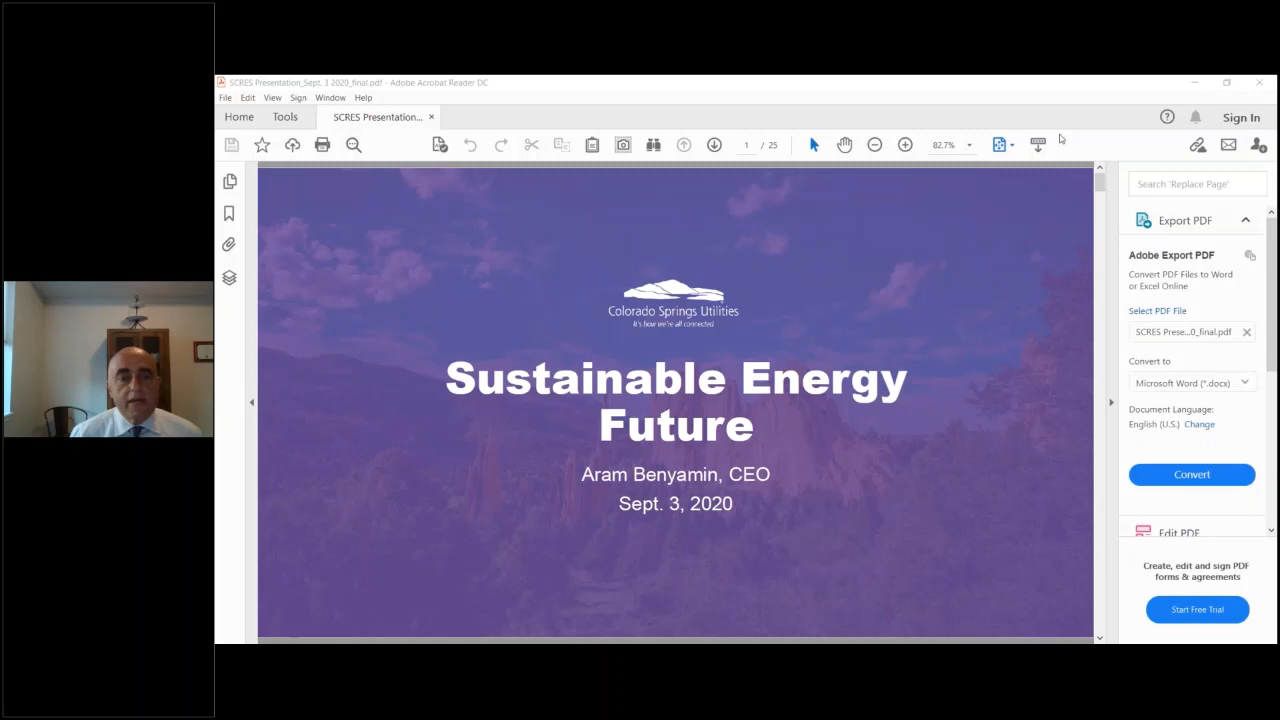 SCRES Presentation_Sept. 3 2020_final.pdf - Adobe Acrobat Reader DC
File Edit View Sign Window Help
Home Tools SCRES Presentation... × Sign In
1 / 25 82.7%
Search 'Replace Page'
Export PDF
Adobe Export PDF
Convert PDF Files to Word
or Excel Online
Select PDF File
SCRES Prese...0_final.pdf
Convert to
Microsoft Word (*.docx)
Document Language:
English (U.S.) Change
Convert
Edit PDF
Create, edit and sign PDF
forms & agreements
Start Free Trial
Colorado Springs Utilities
It's how we're all connected
Sustainable Energy
Future
Aram Benyamin, CEO
Sept. 3, 2020